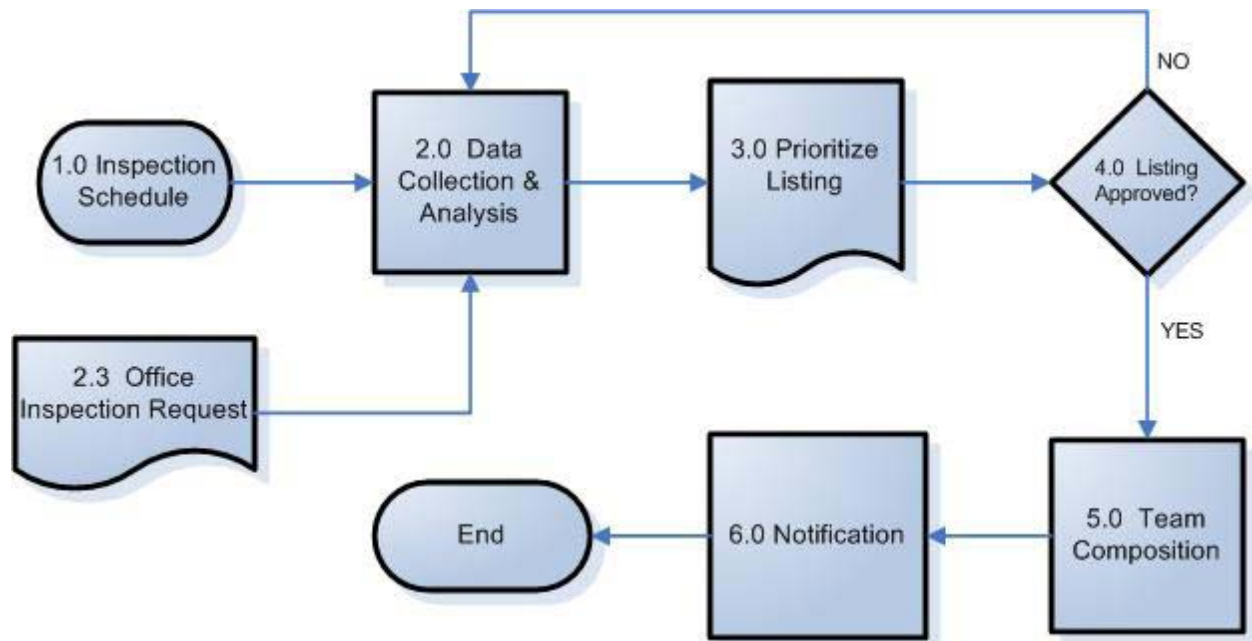 NO
1.0 Inspection
Schedule
2.0 Data
Collection &
Analysis
3.0 Prioritize
Listing
4.0 Listing
Approved?
YES
2.3 Office
Inspection Request
End
6.0 Notification
5.0 Team
Composition